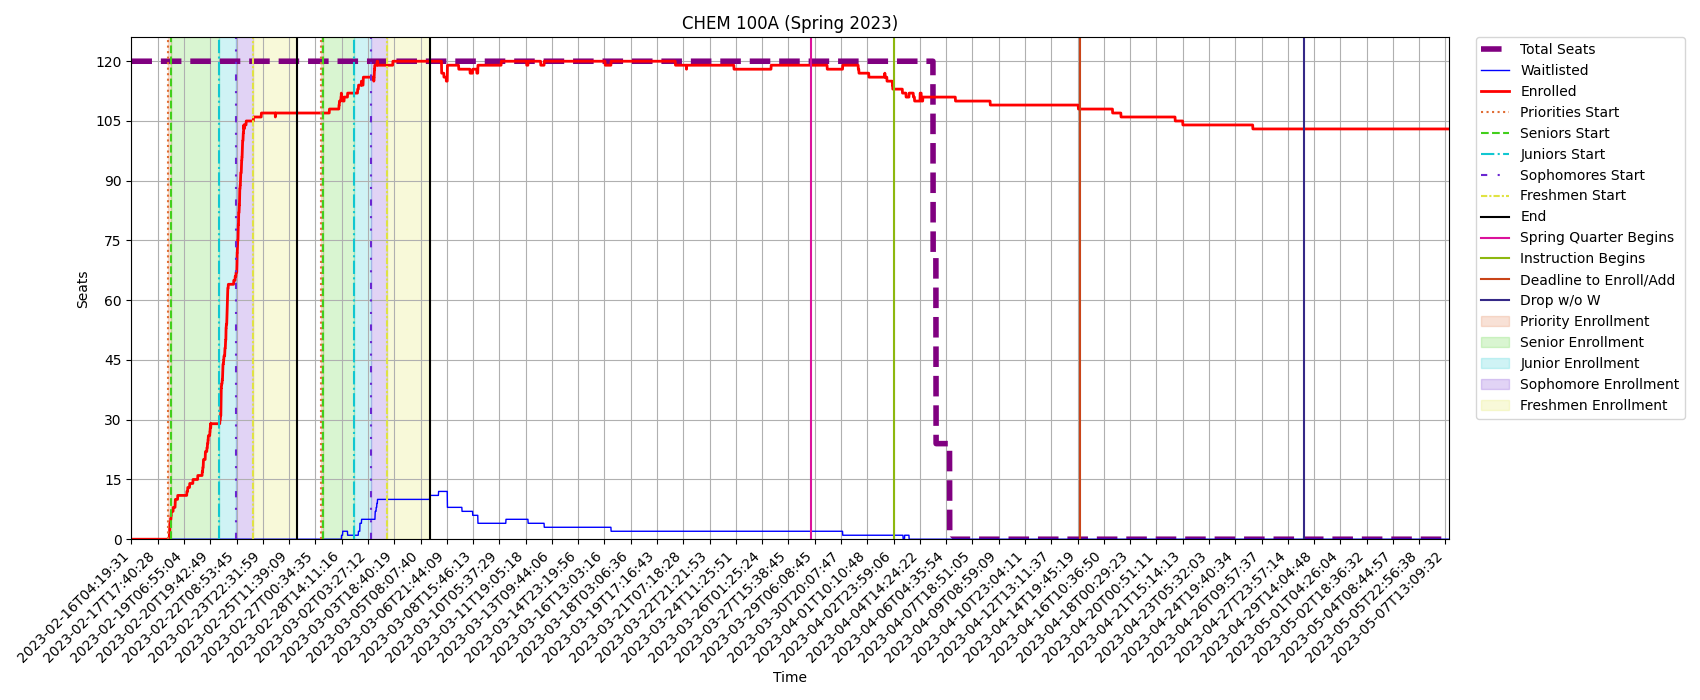 CHEM 100A (Spring 2023)
Total Seats
Waitlisted
Enrolled
Priorities Start
Seniors Start
Juniors Start
Sophomores Start
Freshmen Start
End
Spring Quarter Begins
Instruction Begins
Deadline to Enroll/Add
Drop w/o W
Priority Enrollment
Senior Enrollment
Junior Enrollment
Sophomore Enrollment
Freshmen Enrollment
Seats
120
105
90
75
60
45
30
15
0
2023-02-16T04:19:31
2023-02-17T17:40:28
2023-02-19T06:55:04
2023-02-20T19:42:49
2023-02-22T08:53:45
2023-02-23T22:31:59
2023-02-25T11:39:09
2023-02-27T00:34:35
2023-02-28T14:11:16
2023-03-02T03:27:12
2023-03-03T18:40:19
2023-03-05T08:07:40
2023-03-06T21:44:09
2023-03-08T15:46:13
2023-03-10T05:37:29
2023-03-11T19:05:18
2023-03-13T09:44:06
2023-03-14T23:19:56
2023-03-16T13:03:16
2023-03-18T03:06:36
2023-03-19T17:16:43
2023-03-21T07:18:28
2023-03-22T21:21:53
2023-03-24T11:25:51
2023-03-26T01:25:24
2023-03-27T15:38:45
2023-03-29T06:08:45
2023-03-30T20:07:47
2023-04-01T10:10:48
2023-04-02T23:59:06
2023-04-04T14:24:22
2023-04-06T04:35:54
2023-04-07T18:51:05
2023-04-09T08:59:09
2023-04-10T23:04:11
2023-04-12T13:11:37
2023-04-14T19:45:19
2023-04-16T10:36:50
2023-04-18T00:29:23
2023-04-20T00:51:11
2023-04-21T15:14:13
2023-04-23T05:32:03
2023-04-24T19:40:34
2023-04-26T09:57:37
2023-04-27T23:57:14
2023-04-29T14:04:48
2023-05-01T04:26:04
2023-05-02T18:36:32
2023-05-04T08:44:57
2023-05-05T22:56:38
2023-05-07T13:09:32
Time